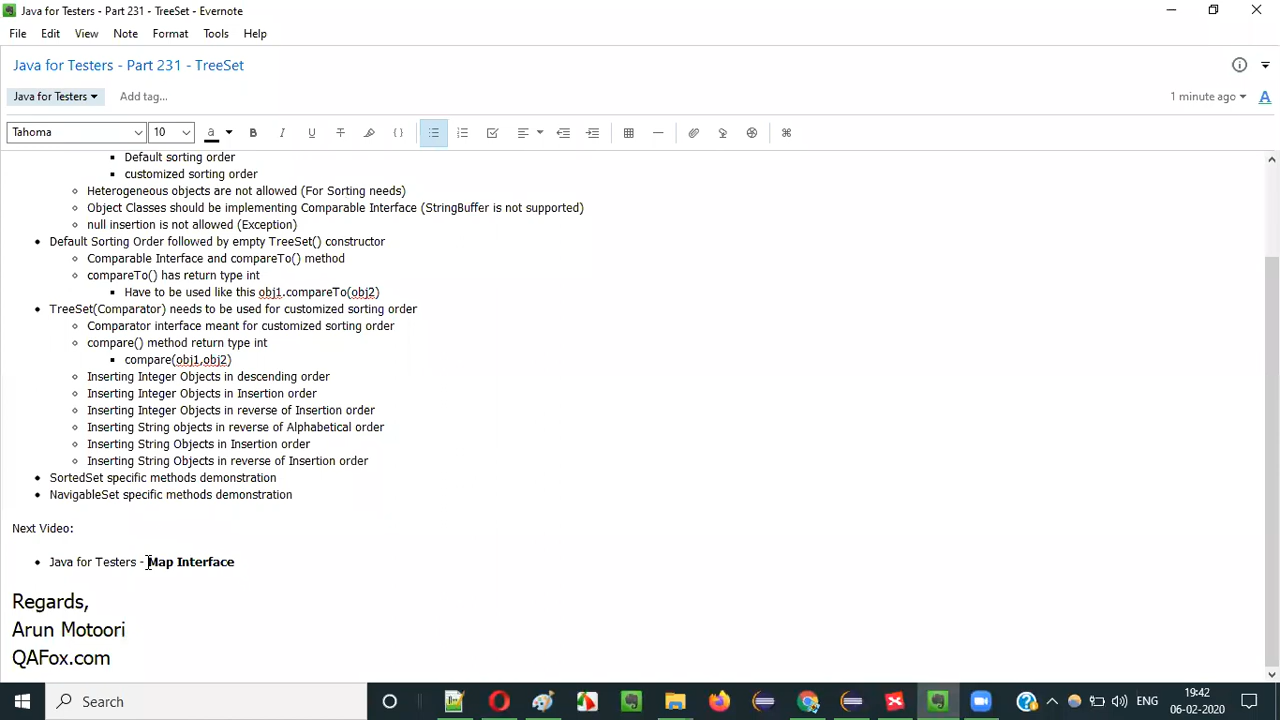 Java for Testers - Part 231 - TreeSet - Evernote
File Edit View Note Format Tools Help
Java for Testers - Part 231 - TreeSet
Java for Testers Add tag... 1 minute ago
Tahoma 10 a B I U T { }
Default sorting order
customized sorting order
Heterogeneous objects are not allowed (For Sorting needs)
Object Classes should be implementing Comparable Interface (StringBuffer is not supported)
null insertion is not allowed (Exception)
Default Sorting Order followed by empty TreeSet() constructor
Comparable Interface and compareTo() method
compareTo() has return type int
Have to be used like this obj1.compareTo(obj2)
TreeSet(Comparator) needs to be used for customized sorting order
Comparator interface meant for customized sorting order
compare() method return type int
compare(obj1,obj2)
Inserting Integer Objects in descending order
Inserting Integer Objects in Insertion order
Inserting Integer Objects in reverse of Insertion order
Inserting String objects in reverse of Alphabetical order
Inserting String Objects in Insertion order
Inserting String Objects in reverse of Insertion order
SortedSet specific methods demonstration
NavigableSet specific methods demonstration
Next Video:
Java for Testers - Map Interface
Regards,
Arun Motoori
QAFox.com
Search ENG 19:42
06-02-2020